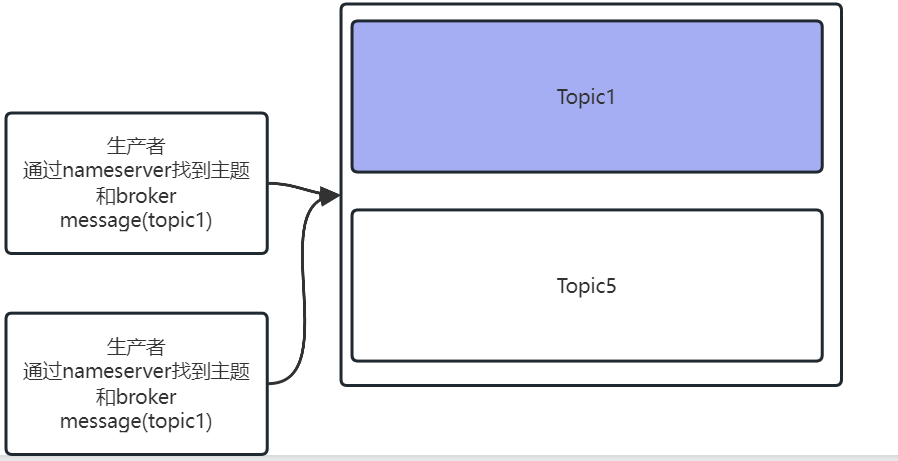 生产者
通过nameserver找到主题
和broker
message(topic1)
生产者
通过nameserver找到主题
和broker
message(topic1)
Topic1
Topic5